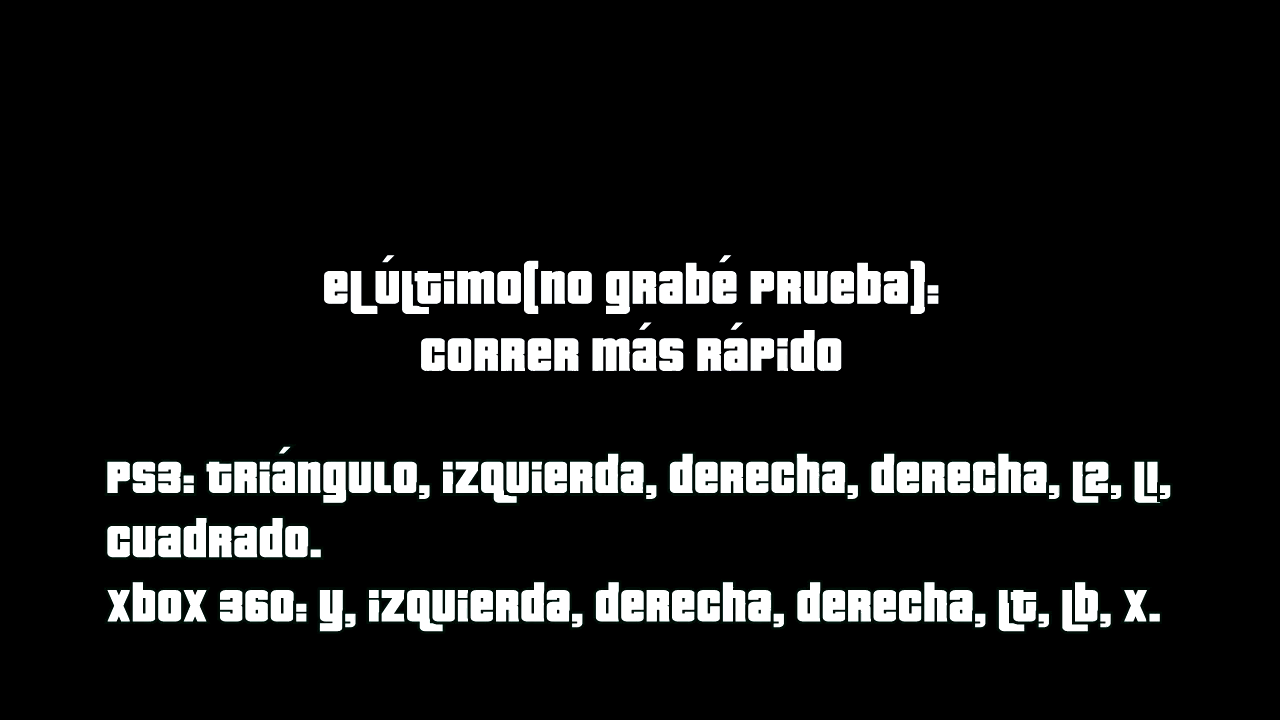 el último(no grabé prueba):
correr más rápido
PS3: triángulo, izquierda, derecha, derecha, L2, L1,
cuadrado.
Xbox 360: Y, izquierda, derecha, derecha, LT, LB, X.